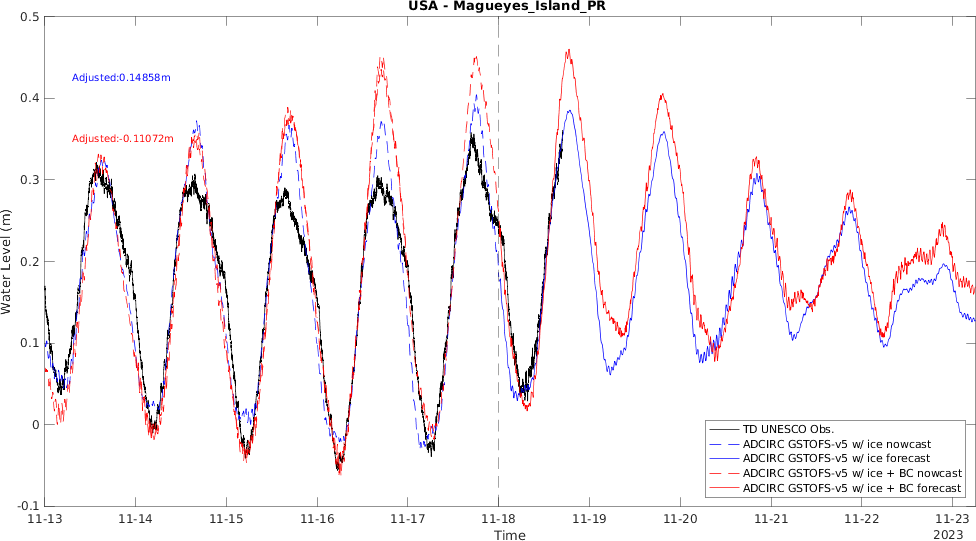 USA - Magueyes_Island_PR
0.5
0.4
0.3
0.2
0.1
0
-0.1
Water Level (m)
Adjusted:0.14858m
Adjusted:-0.11072m
TD UNESCO Obs.
ADCIRC GSTOFS-v5 w/ ice nowcast
ADCIRC GSTOFS-v5 w/ ice forecast
ADCIRC GSTOFS-v5 w/ ice + BC nowcast
ADCIRC GSTOFS-v5 w/ ice + BC forecast
11-13 11-14 11-15 11-16 11-17 11-18 11-19 11-20 11-21 11-22 11-23
2023
Time